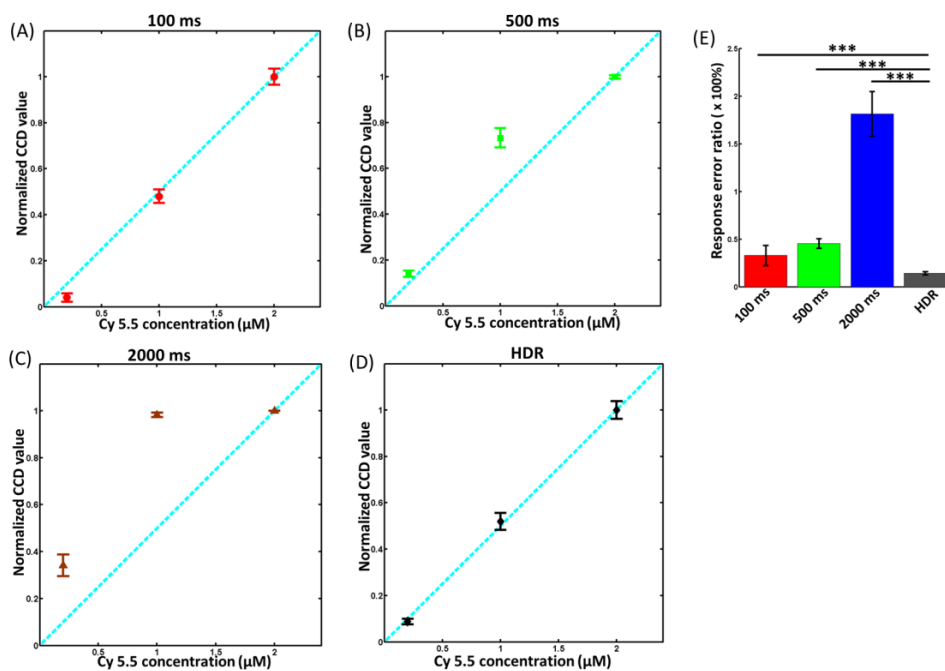 (A)
100 ms
Normalized CCD value
1
0.8
0.6
0.4
0.2
0
0.5
1
1.5
2
Cy 5.5 concentration (μM)
(B)
500 ms
Normalized CCD value
1
0.8
0.6
0.4
0.2
0
0.5
1
1.5
2
Cy 5.5 concentration (μM)
(E)
Response error ratio ( x 100%)
2.5
2
1.5
1
0.5
0
***
***
***
100 ms
500 ms
2000 ms
HDR
(C)
2000 ms
Normalized CCD value
1
0.8
0.6
0.4
0.2
0
0.5
1
1.5
2
Cy 5.5 concentration (μM)
(D)
HDR
Normalized CCD value
1
0.8
0.6
0.4
0.2
0
0.5
1
1.5
2
Cy 5.5 concentration (μM)